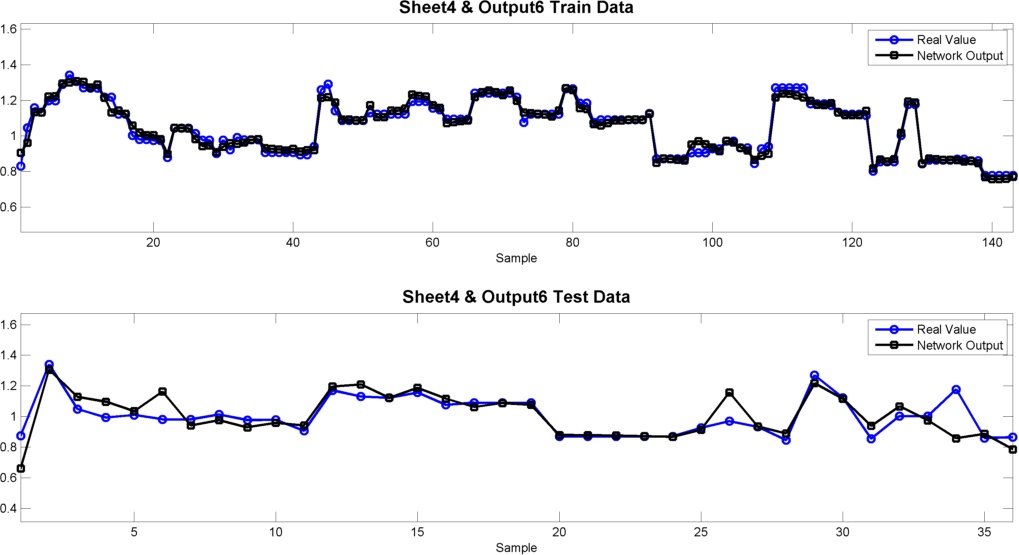 Sheet4 & Output6 Train Data
1.6
1.4
1.2
1
0.8
0.6
Real Value
Network Output
20 40 60 80 100 120 140
Sample
Sheet4 & Output6 Test Data
1.6
1.4
1.2
1
0.8
0.6
0.4
Real Value
Network Output
5 10 15 20 25 30 35
Sample